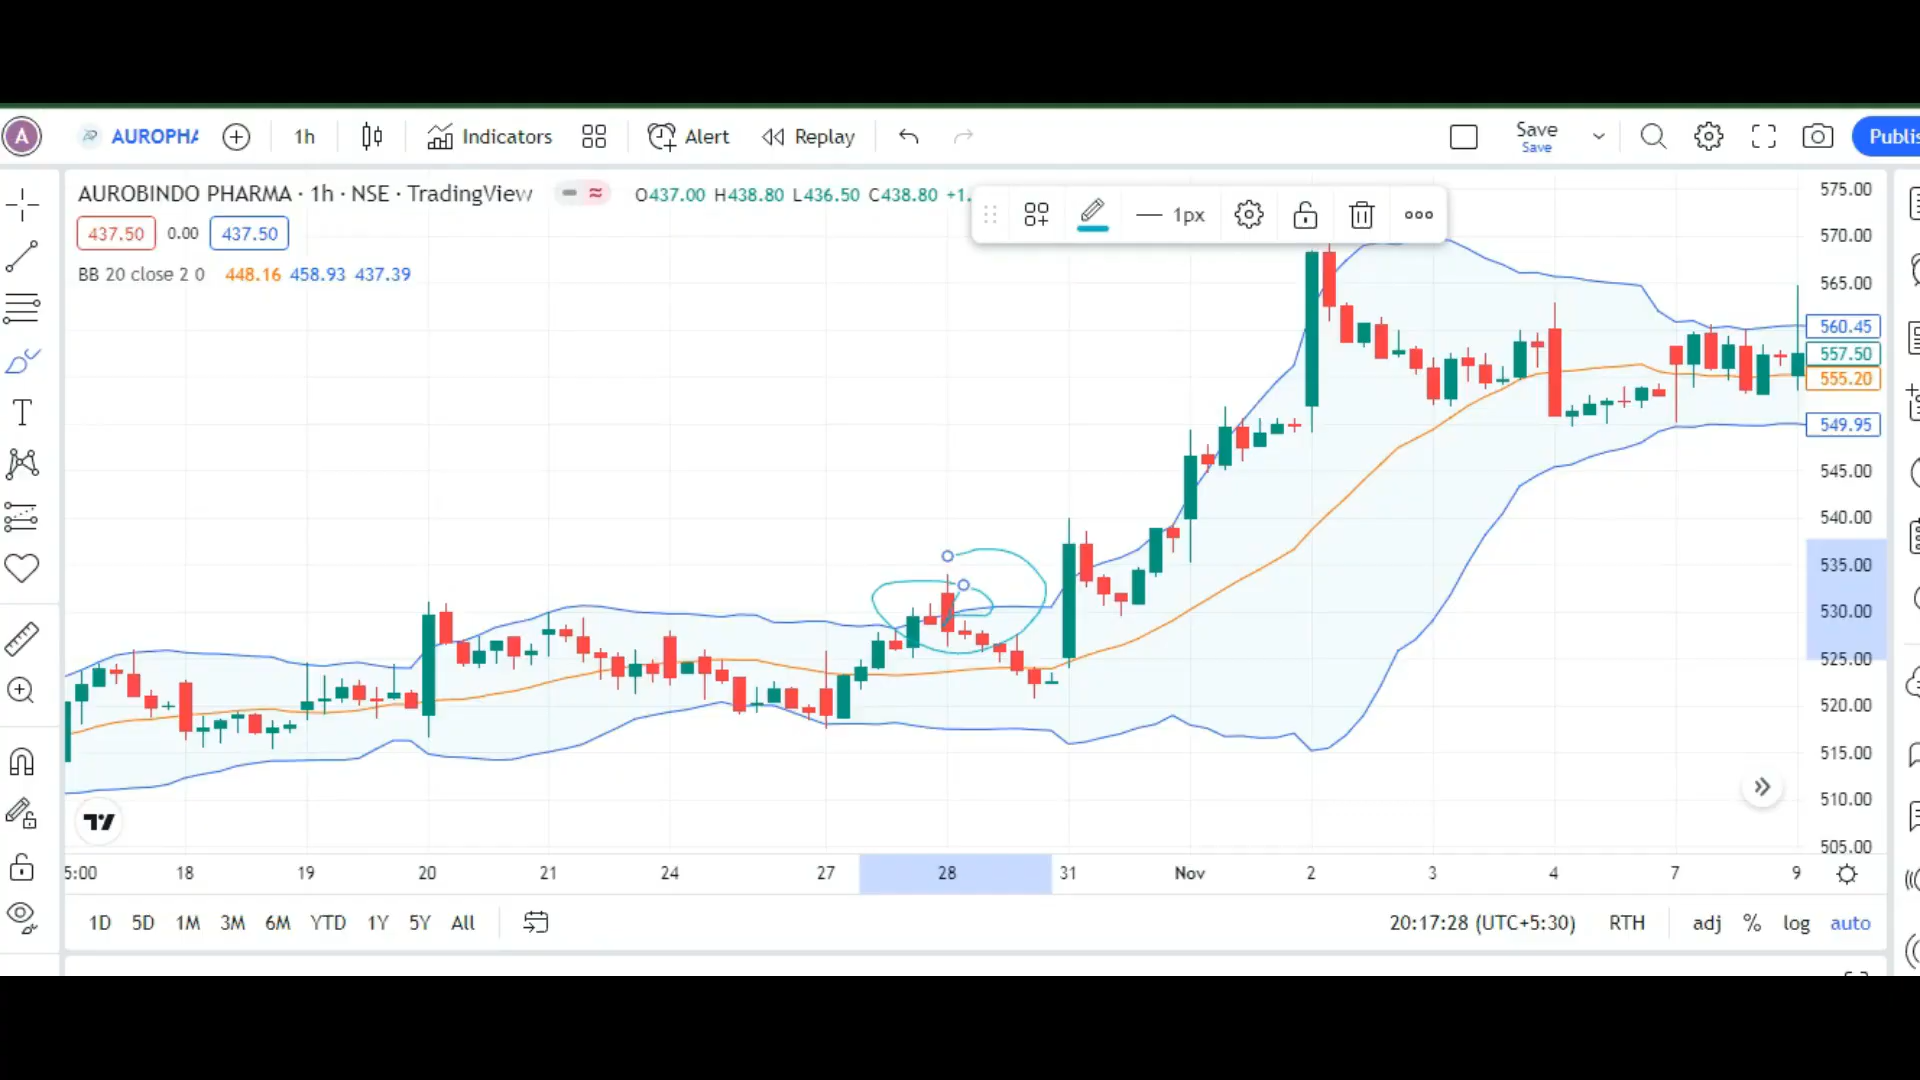 A AUROPHA 1h Indicators Alert Replay Save Publis
Save
AUROBINDO PHARMA · 1h · NSE · TradingView O437.00 H438.80 L436.50 C438.80 +1.
437.50 0.00 437.50
1px
BB 20 close 2 0 448.16 458.93 437.39
575.00
570.00
565.00
560.45
557.50
555.20
549.95
545.00
540.00
535.00
530.00
525.00
520.00
515.00
510.00
505.00
5:00 18 19 20 21 24 27 28 31 Nov 2 3 4 7 9
1D 5D 1M 3M 6M YTD 1Y 5Y All 20:17:28 (UTC+5:30) RTH adj % log auto